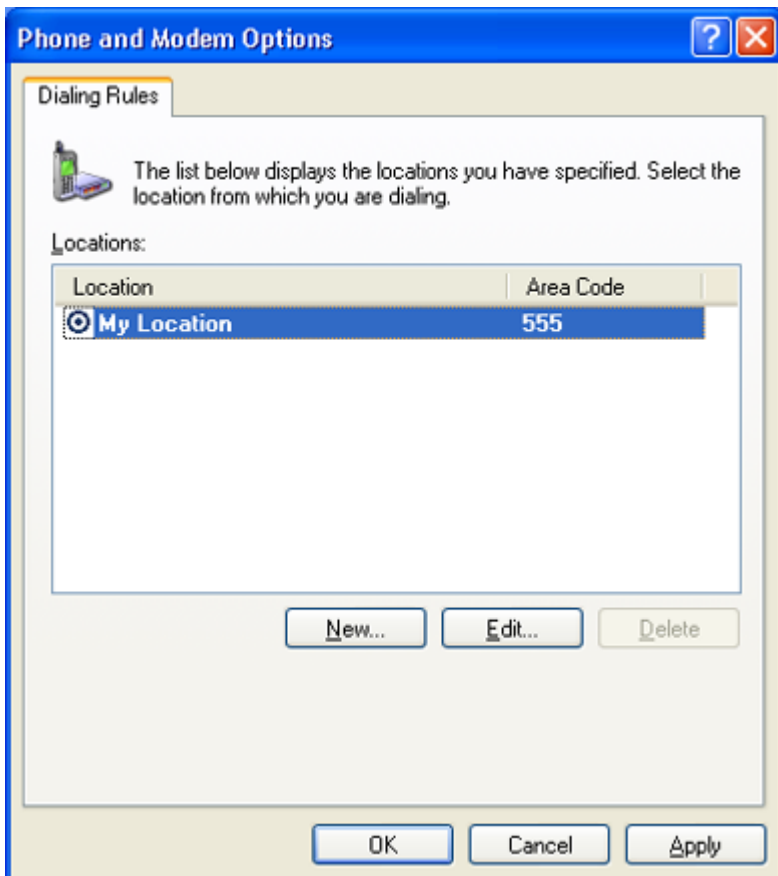 Phone and Modem Options
Dialing Rules
The list below displays the locations you have specified. Select the
location from which you are dialing.
Locations:
Location Area Code
My Location 555
New... Edit... Delete
OK Cancel Apply